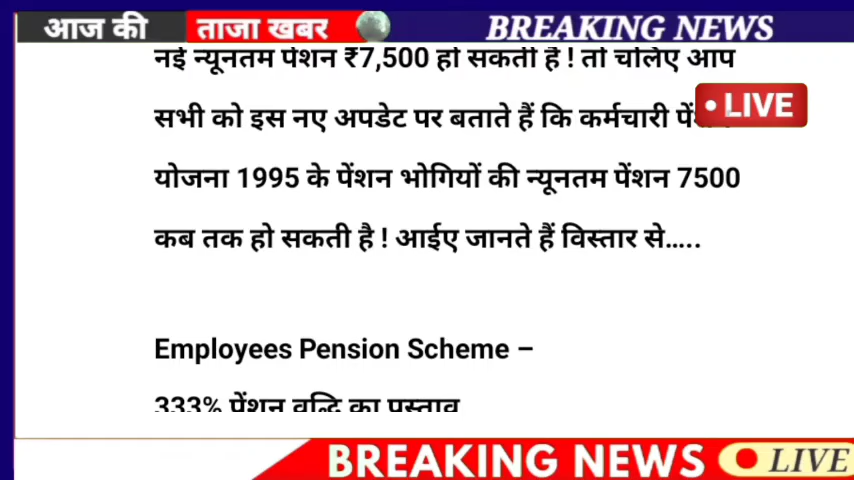 आज की ताजा खबर BREAKING NEWS
नई न्यूनतम पेंशन ₹7,500 हो सकती है ! तो चलिए आप
सभी को इस नए अपडेट पर बताते हैं कि कर्मचारी
• LIVE
योजना 1995 के पेंशन भोगियों की न्यूनतम पेंशन 7500
कब तक हो सकती है ! आईए जानते हैं विस्तार से.....
Employees Pension Scheme –
333% पेंशन वृद्धि का प्रस्ताव
BREAKING NEWS LIVE